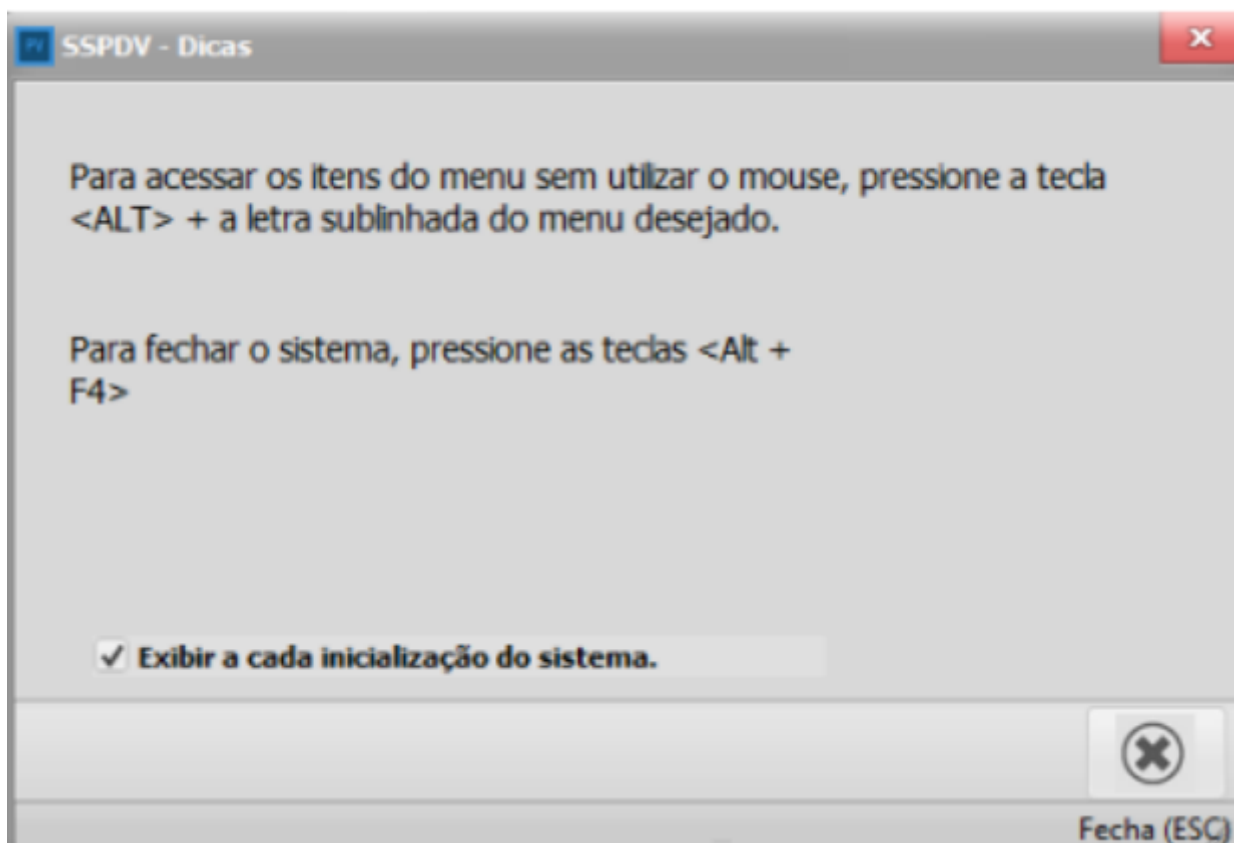 PV SSPDV - Dicas
Para acessar os itens do menu sem utilizar o mouse, pressione a tecla
<ALT> + a letra sublinhada do menu desejado.
Para fechar o sistema, pressione as teclas <Alt +
F4>
Exibir a cada inicialização do sistema.
Fecha (ESC)